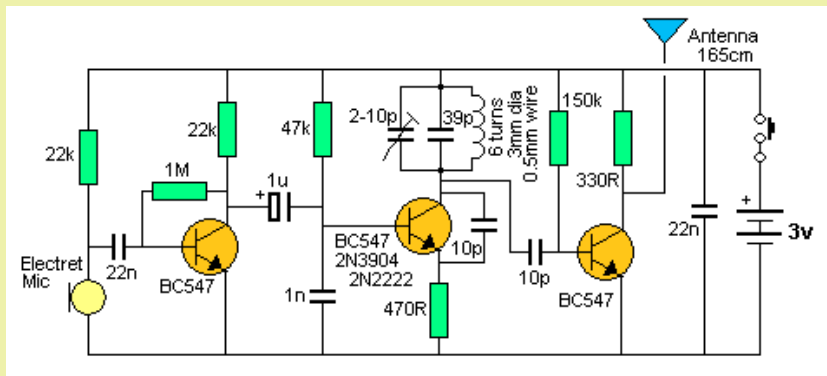 Antenna
165cm
22k
1M
22k
47k
2-10p
39p
6 turns
3mm dia
0.5mm wire
150k
330R
1u
+
22n
Electret
Mic
BC547
1n
BC547
2N3904
2N2222
10p
470R
10p
BC547
22n
+
3v